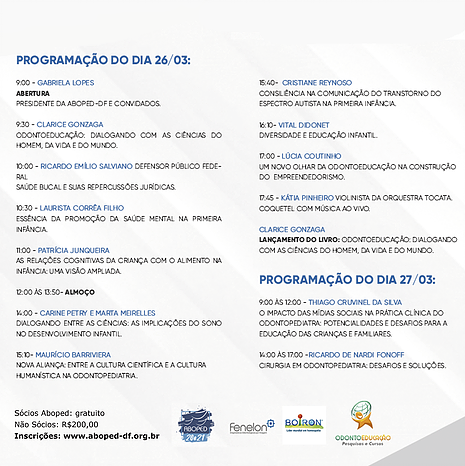 PROGRAMAÇÃO DO DIA 26/03:
9:00 - GABRIELA LOPES
ABERTURA
PRESIDENTE DA ABOPED-DF E CONVIDADOS.
9:30 - CLARICE GONZAGA
ODONTOEDUCAÇÃO: DIALOGANDO COM AS CIÊNCIAS DO
HOMEM, DA VIDA E DO MUNDO.
10:00 - RICARDO EMÍLIO SALVIANO DEFENSOR PÚBLICO FEDE-
RAL
SAÚDE BUCAL E SUAS REPERCUSSÕES JURÍDICAS.
10:30 - LAURISTA CORRÊA FILHO
ESSÊNCIA DA PROMOÇÃO DA SAÚDE MENTAL NA PRIMEIRA
INFÂNCIA.
11:00 - PATRÍCIA JUNQUEIRA
AS RELAÇÕES COGNITIVAS DA CRIANÇA COM O ALIMENTO NA
INFÂNCIA: UMA VISÃO AMPLIADA.
12:00 ÀS 13:50- ALMOÇO
14:00 - CARINE PETRY E MARTA MEIRELLES
DIALOGANDO ENTRE AS CIÊNCIAS: AS IMPLICAÇÕES DO SONO
NO DESENVOLVIMENTO INFANTIL.
15:10- MAURÍCIO BARRIVIERA
NOVA ALIANÇA: ENTRE A CULTURA CIENTÍFICA E A CULTURA
HUMANÍSTICA NA ODONTOPEDIATRIA.
15:40- CRISTIANE REYNOSO
CONSILIÊNCIA NA COMUNICAÇÃO DO TRANSTORNO DO
ESPECTRO AUTISTA NA PRIMEIRA INFÂNCIA.
16:10- VITAL DIDONET
DIVERSIDADE E EDUCAÇÃO INFANTIL.
17:00 - LÚCIA COUTINHO
UM NOVO OLHAR DA ODONTOEDUCAÇÃO NA CONSTRUÇÃO
DO EMPREENDEDORISMO.
17:45 - KÁTIA PINHEIRO VIOLINISTA DA ORQUESTRA TOCATA.
COQUETEL COM MÚSICA AO VIVO.
CLARICE GONZAGA
LANÇAMENTO DO LIVRO: ODONTOEDUCAÇÃO: DIALOGANDO
COM AS CIÊNCIAS DO HOMEM, DA VIDA E DO MUNDO.
PROGRAMAÇÃO DO DIA 27/03:
9:00 ÀS 12:00 - THIAGO CRUVINEL DA SILVA
O IMPACTO DAS MÍDIAS SOCIAIS NA PRÁTICA CLÍNICA DO
ODONTOPEDIATRIA: POTENCIALIDADES E DESAFIOS PARA A
EDUCAÇÃO DAS CRIANÇAS E FAMILIARES.
14:00 ÀS 17:00 -RICARDO DE NARDI FONOFF
CIRURGIA EM ODONTOPEDIATRIA: DESAFIOS E SOLUÇÕES.
Sócios Aboped: gratuito
Não Sócios: R$200,00
Inscrições: www.aboped-df.org.br
ABOPED
Fenelon
BOIRON
ODONTOEDUCAÇÃO
Pesquisas e Cursos